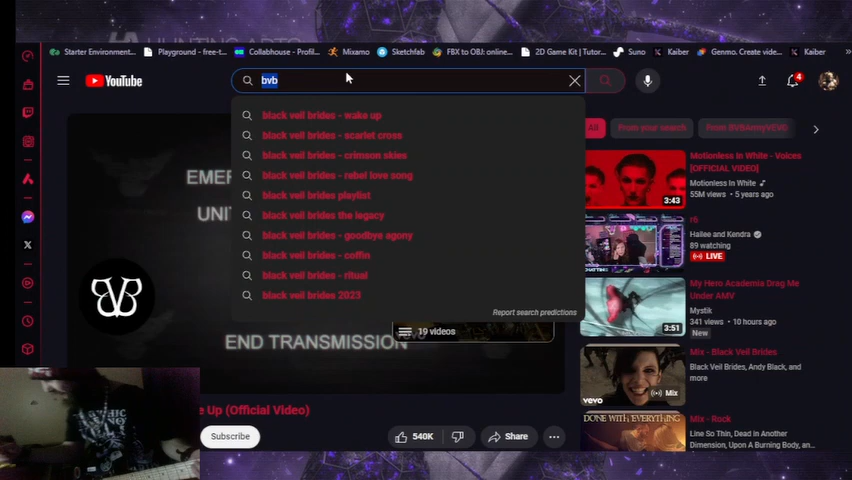 Starter Environment...
Playground - free-t...
Collabhouse - Profil...
Mixamo
Sketchfab
FBX to OBJ: online...
2D Game Kit | Tutor...
Suno
Kaiber
Genmo. Create vide...
Kaiber
YouTube
bvb
4
black veil brides - wake up
black veil brides - scarlet cross
black veil brides - crimson skies
black veil brides - rebel love song
black veil brides playlist
black veil brides the legacy
black veil brides - goodbye agony
black veil brides - coffin
black veil brides - ritual
black veil brides 2023
Report search predictions
All
From your search
From BVBArmyVEVO
EMER
UNIT
END TRANSMISSION
19 videos
e Up (Official Video)
Subscribe
540K
Share
Motionless In White - Voices
[OFFICIAL VIDEO]
Motionless In White
55M views • 5 years ago
3:43
r6
Hailee and Kendra
89 watching
LIVE
My Hero Academia Drag Me
Under AMV
Mystik
341 views • 10 hours ago
New
3:51
Mix - Black Veil Brides
Black Veil Brides, Andy Black, and
more
vevo
Mix
Mix - Rock
Line So Thin, Dead in Another
Dimension, Upon A Burning Body, an
DONE WITH EVERYTHING